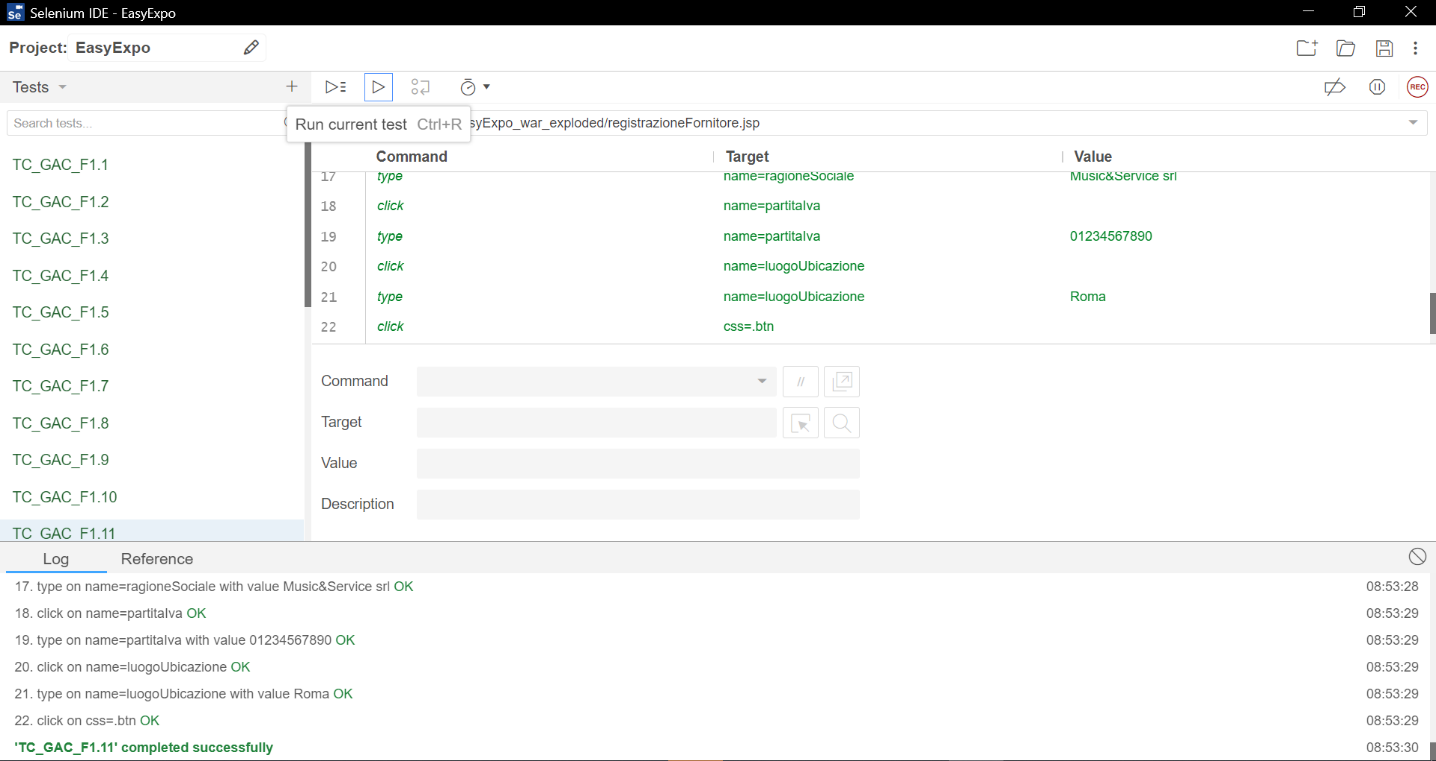 Selenium IDE - EasyExpo
Project: EasyExpo
Tests
Search tests...
Run current test Ctrl+R
syExpo_war_exploded/registrazioneFornitore.jsp
REC
Command Target Value
17 type name=ragioneSociale Music&Service srl
18 click name=partitaIva
19 type name=partitaIva 01234567890
20 click name=luogoUbicazione
21 type name=luogoUbicazione Roma
22 click css=.btn
TC_GAC_F1.1
TC_GAC_F1.2
TC_GAC_F1.3
TC_GAC_F1.4
TC_GAC_F1.5
TC_GAC_F1.6
TC_GAC_F1.7
TC_GAC_F1.8
TC_GAC_F1.9
TC_GAC_F1.10
TC_GAC_F1.11
Command //
Target
Value
Description
Log Reference
17. type on name=ragioneSociale with value Music&Service srl OK 08:53:28
18. click on name=partitaIva OK 08:53:29
19. type on name=partitaIva with value 01234567890 OK 08:53:29
20. click on name=luogoUbicazione OK 08:53:29
21. type on name=luogoUbicazione with value Roma OK 08:53:29
22. click on css=.btn OK 08:53:29
'TC_GAC_F1.11' completed successfully 08:53:30